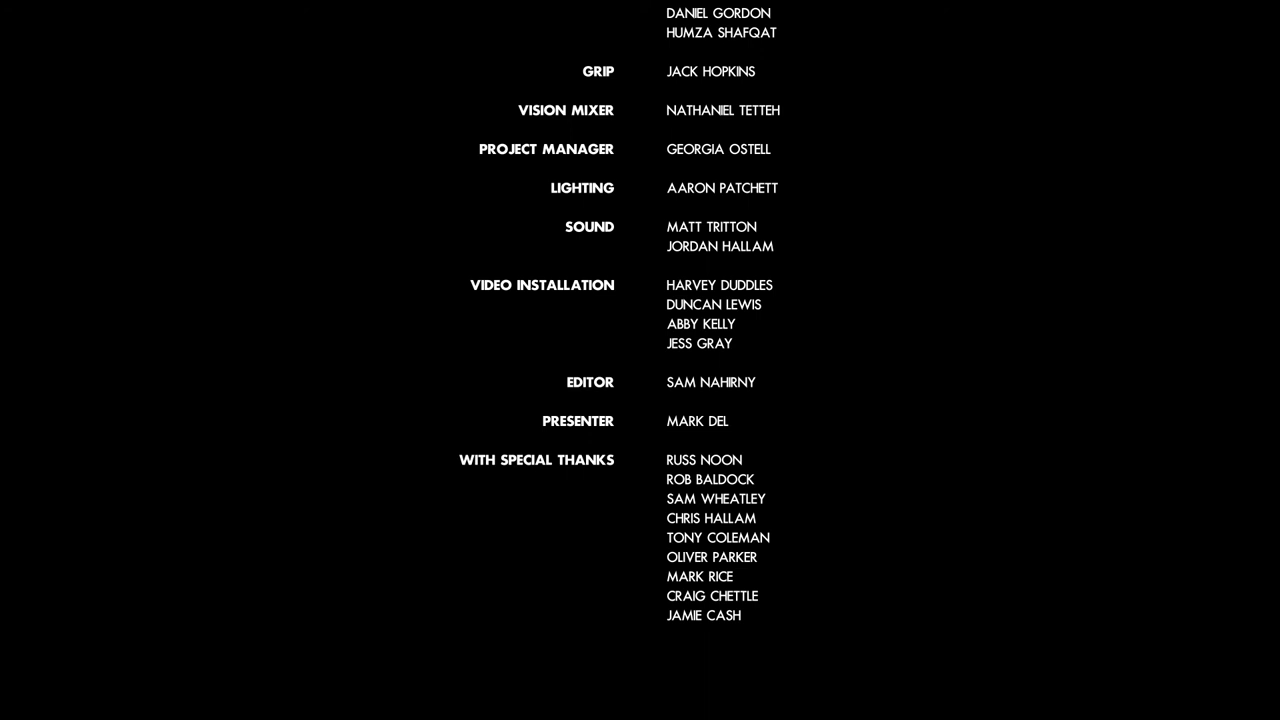 DANIEL GORDON
HUMZA SHAFQAT
GRIP JACK HOPKINS
VISION MIXER NATHANIEL TETTEH
PROJECT MANAGER GEORGIA OSTELL
LIGHTING AARON PATCHETT
SOUND MATT TRITTON
JORDAN HALLAM
VIDEO INSTALLATION HARVEY DUDDLES
DUNCAN LEWIS
ABBY KELLY
JESS GRAY
EDITOR SAM NAHIRNY
PRESENTER MARK DEL
WITH SPECIAL THANKS RUSS NOON
ROB BALDOCK
SAM WHEATLEY
CHRIS HALLAM
TONY COLEMAN
OLIVER PARKER
MARK RICE
CRAIG CHETTLE
JAMIE CASH